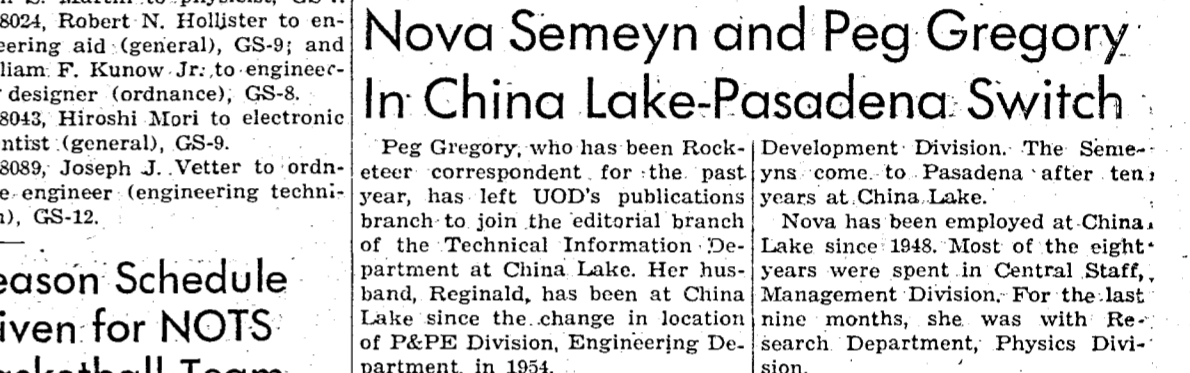 8024, Robert N. Hollister to en-
eering aid (general), GS-9; and
liam F. Kunow Jr. to engineer-
designer (ordnance), GS-8.
8043, Hiroshi Mori to electronic
ntist (general), GS-9.
8089, Joseph J. Vetter to ordn-
e engineer (engineering techni-
n), GS-12.
eason Schedule
iven for NOTS
asketball Team
Nova Semeyn and Peg Gregory
In China Lake-Pasadena Switch
Peg Gregory, who has been Rock-
eteer correspondent for the past
year, has left UOD's publications
branch to join the editorial branch
of the Technical Information De-
partment at China Lake. Her hus-
band, Reginald, has been at China
Lake since the change in location
of P&PE Division, Engineering De-
partment, in 1954.
Development Division. The Seme-
yns come to Pasadena after ten
years at China Lake.
Nova has been employed at China
Lake since 1948. Most of the eight
years were spent in Central Staff,
Management Division. For the last
nine months, she was with Re-
search Department, Physics Divi-
sion.